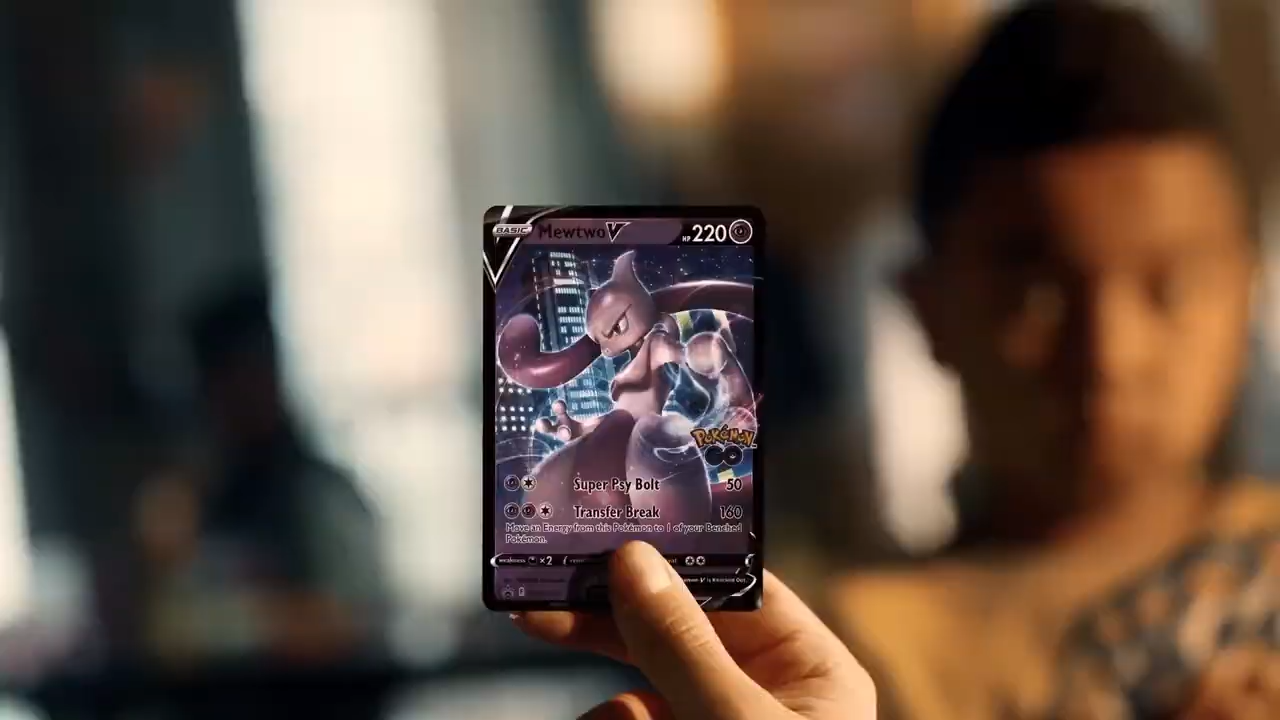 BASIC Mewtwo V HP 220
Pokémon
GO
Super Psy Bolt 50
Transfer Break 160
Move an Energy from this Pokémon to 1 of your Benched
Pokémon.
weakness ×2